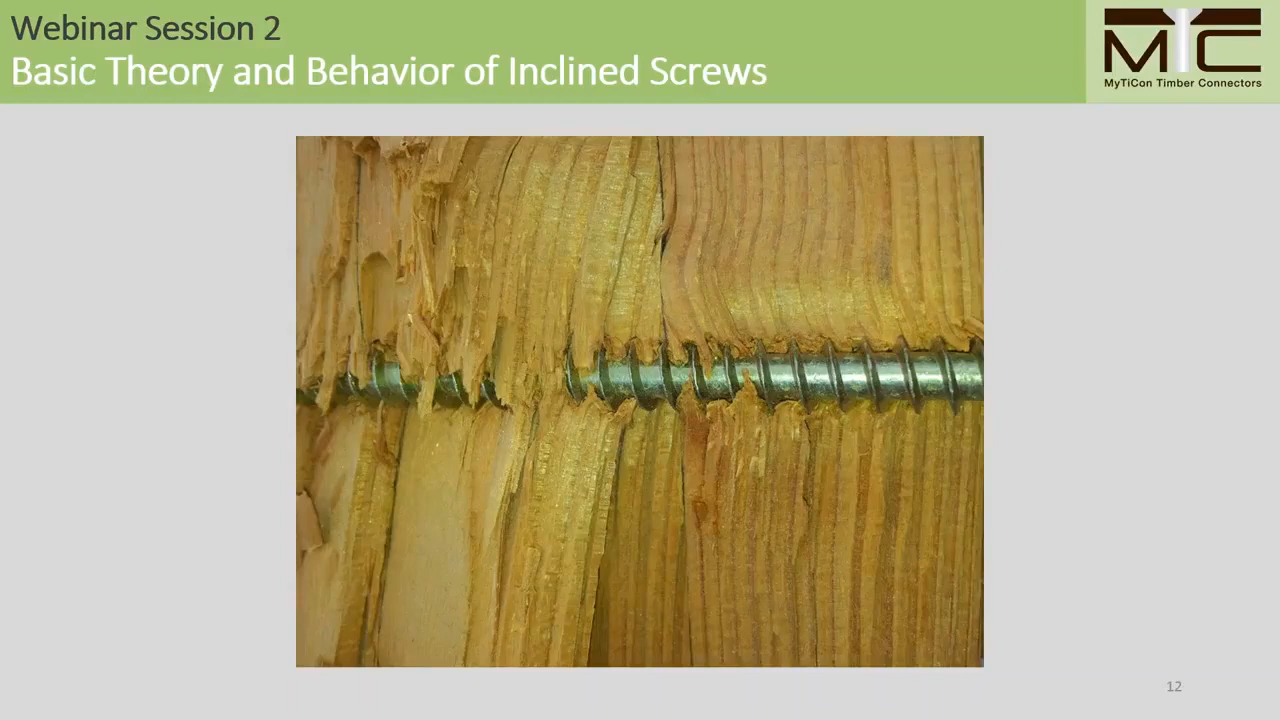 Webinar Session 2
Basic Theory and Behavior of Inclined Screws
MTC
MyTiCon Timber Connectors
12